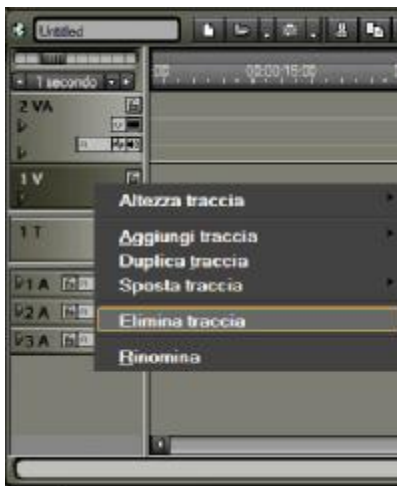 Untitled
1 secondo
00:00:15:00
2 VA
1 V
1 T
1 A
2 A
3 A
Altezza traccia
Aggiungi traccia
Duplica traccia
Sposta traccia
Elimina traccia
Rinomina